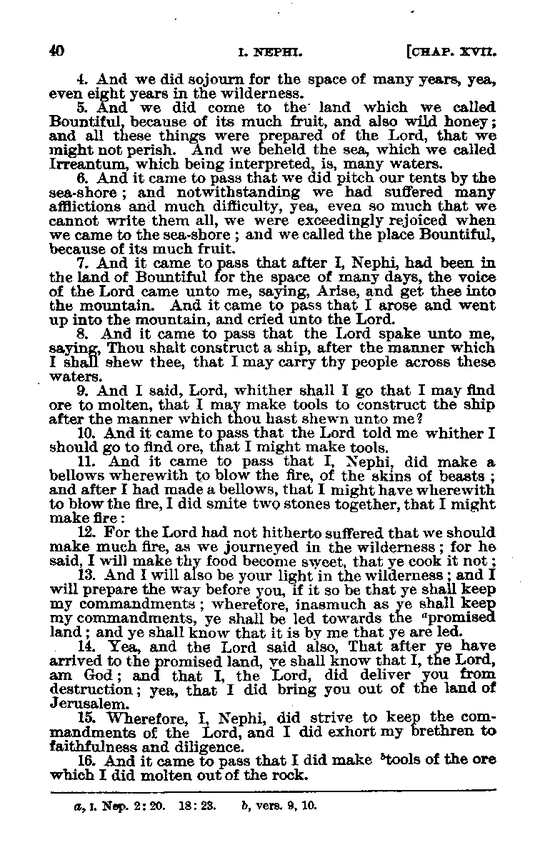 40 I. NEPHI. [CHAP. XVII.
4. And we did sojourn for the space of many years, yea,
even eight years in the wilderness.
5. And we did come to the land which we called
Bountiful, because of its much fruit, and also wild honey;
and all these things were prepared of the Lord, that we
might not perish. And we beheld the sea, which we called
Irreantum, which being interpreted, is, many waters.
6. And it came to pass that we did pitch our tents by the
sea-shore; and notwithstanding we had suffered many
afflictions and much difficulty, yea, even so much that we
cannot write them all, we were exceedingly rejoiced when
we came to the sea-shore; and we called the place Bountiful,
because of its much fruit.
7. And it came to pass that after I, Nephi, had been in
the land of Bountiful for the space of many days, the voice
of the Lord came unto me, saying, Arise, and get thee into
the mountain. And it came to pass that I arose and went
up into the mountain, and cried unto the Lord.
8. And it came to pass that the Lord spake unto me,
saying, Thou shalt construct a ship, after the manner which
I shall shew thee, that I may carry thy people across these
waters.
9. And I said, Lord, whither shall I go that I may find
ore to molten, that I may make tools to construct the ship
after the manner which thou hast shewn unto me?
10. And it came to pass that the Lord told me whither I
should go to find ore, that I might make tools.
11. And it came to pass that I, Nephi, did make a
bellows wherewith to blow the fire, of the skins of beasts;
and after I had made a bellows, that I might have wherewith
to blow the fire, I did smite two stones together, that I might
make fire:
12. For the Lord had not hitherto suffered that we should
make much fire, as we journeyed in the wilderness; for he
said, I will make thy food become sweet, that ye cook it not;
13. And I will also be your light in the wilderness; and I
will prepare the way before you, if it so be that ye shall keep
my commandments; wherefore, inasmuch as ye shall keep
my commandments, ye shall be led towards the ᵃpromised
land; and ye shall know that it is by me that ye are led.
14. Yea, and the Lord said also, That after ye have
arrived to the promised land, ye shall know that I, the Lord,
am God; and that I, the Lord, did deliver you from
destruction; yea, that I did bring you out of the land of
Jerusalem.
15. Wherefore, I, Nephi, did strive to keep the com-
mandments of the Lord, and I did exhort my brethren to
faithfulness and diligence.
16. And it came to pass that I did make ᵇtools of the ore
which I did molten out of the rock.
a, I. Nep. 2: 20. 18: 23. b, vers. 9, 10.